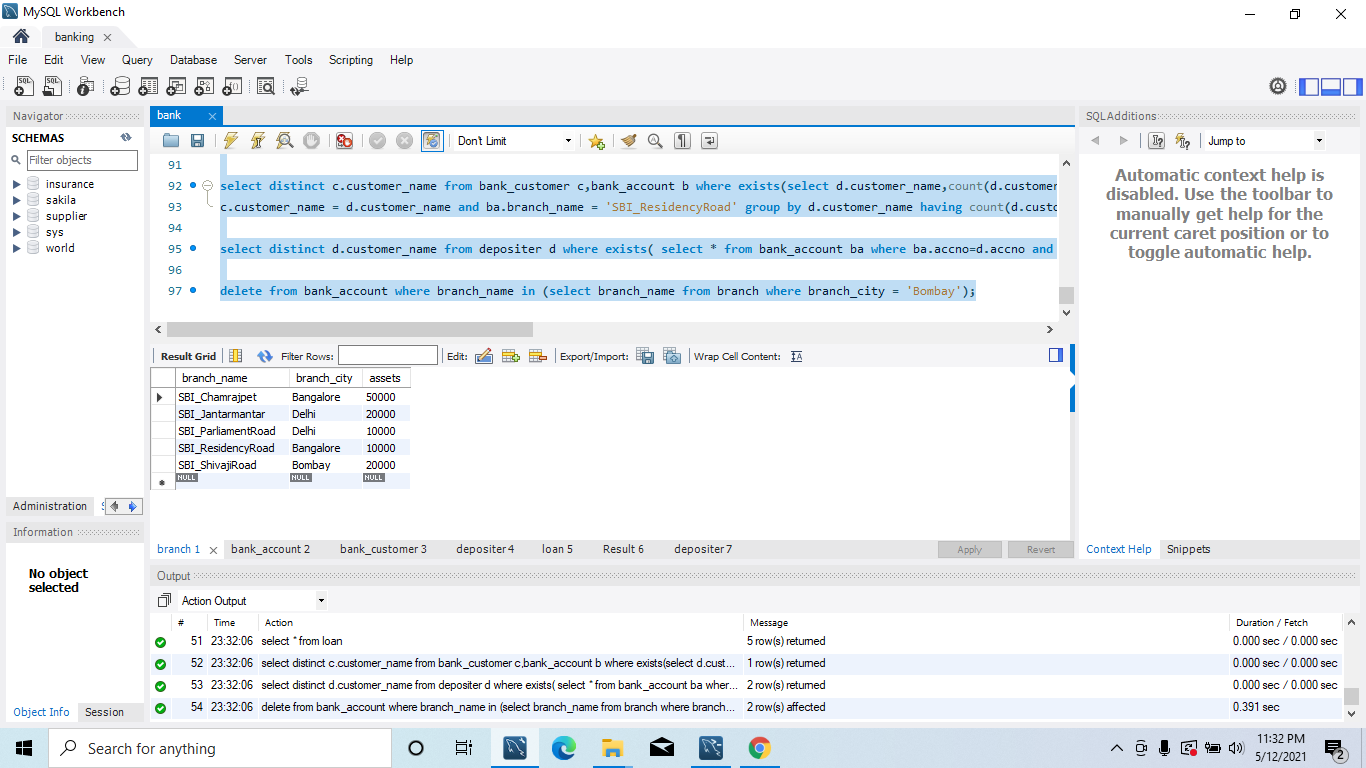 MySQL Workbench
banking
File Edit View Query Database Server Tools Scripting Help
Navigator
SCHEMAS
Filter objects
insurance
sakila
supplier
sys
world
Administration
Information
No object
selected
Object Info Session
bank
Don't Limit
91
92 select distinct c.customer_name from bank_customer c,bank_account b where exists(select d.customer_name,count(d.customer
93 c.customer_name = d.customer_name and ba.branch_name = 'SBI_ResidencyRoad' group by d.customer_name having count(d.custo
94
95 select distinct d.customer_name from depositer d where exists( select * from bank_account ba where ba.accno=d.accno and
96
97 delete from bank_account where branch_name in (select branch_name from branch where branch_city = 'Bombay');
Result Grid Filter Rows: Edit: Export/Import: Wrap Cell Content:
branch_name branch_city assets
SBI_Chamrajpet Bangalore 50000
SBI_Jantarmantar Delhi 20000
SBI_ParliamentRoad Delhi 10000
SBI_ResidencyRoad Bangalore 10000
SBI_ShivajiRoad Bombay 20000
NULL NULL NULL
branch 1 bank_account 2 bank_customer 3 depositer 4 loan 5 Result 6 depositer 7 Apply Revert
SQLAdditions
Jump to
Automatic context help is
disabled. Use the toolbar to
manually get help for the
current caret position or to
toggle automatic help.
Context Help Snippets
Output
Action Output
# Time Action Message Duration / Fetch
51 23:32:06 select * from loan 5 row(s) returned 0.000 sec / 0.000 sec
52 23:32:06 select distinct c.customer_name from bank_customer c,bank_account b where exists(select d.cust... 1 row(s) returned 0.000 sec / 0.000 sec
53 23:32:06 select distinct d.customer_name from depositer d where exists( select * from bank_account ba wher... 2 row(s) returned 0.000 sec / 0.000 sec
54 23:32:06 delete from bank_account where branch_name in (select branch_name from branch where branch... 2 row(s) affected 0.391 sec
Search for anything
11:32 PM
5/12/2021
2